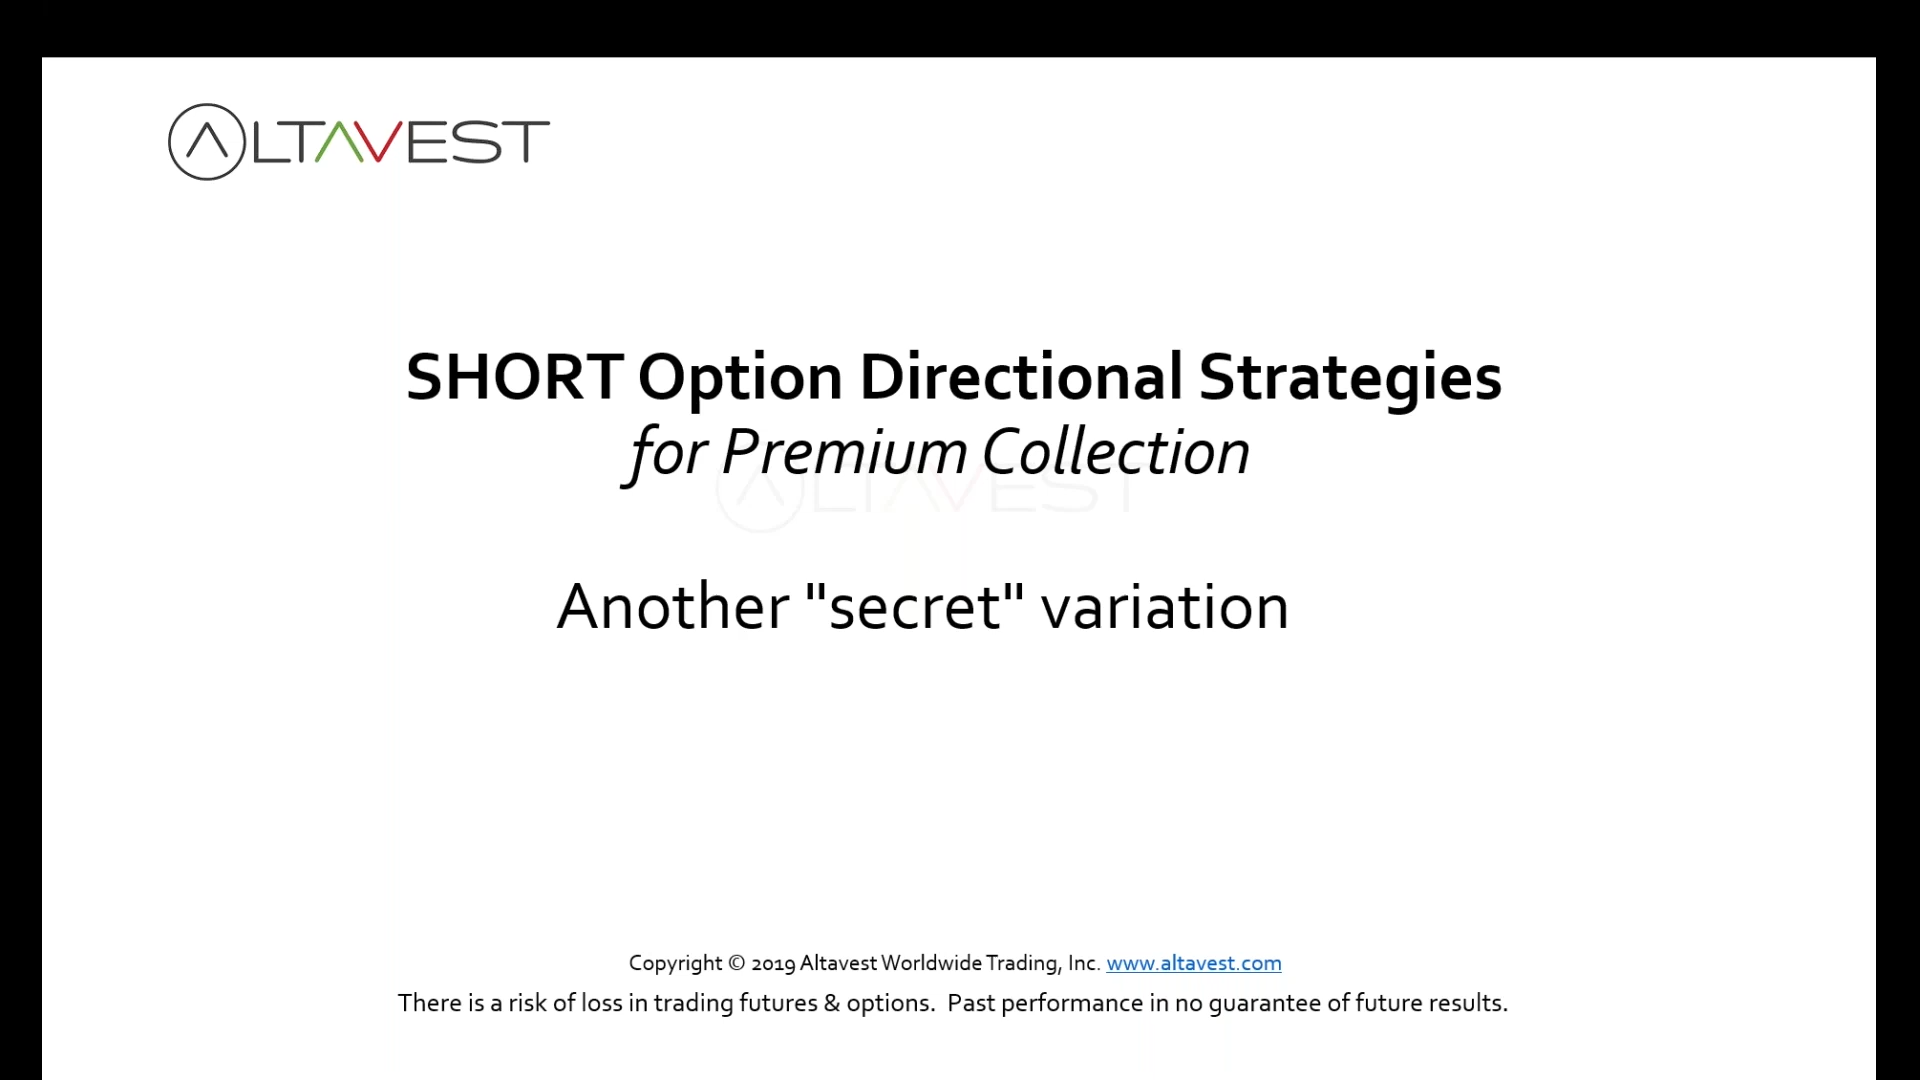 ALTAVEST
SHORT Option Directional Strategies
for Premium Collection
ALTAVEST
Another "secret" variation
Copyright © 2019 Altavest Worldwide Trading, Inc. www.altavest.com
There is a risk of loss in trading futures & options. Past performance in no guarantee of future results.